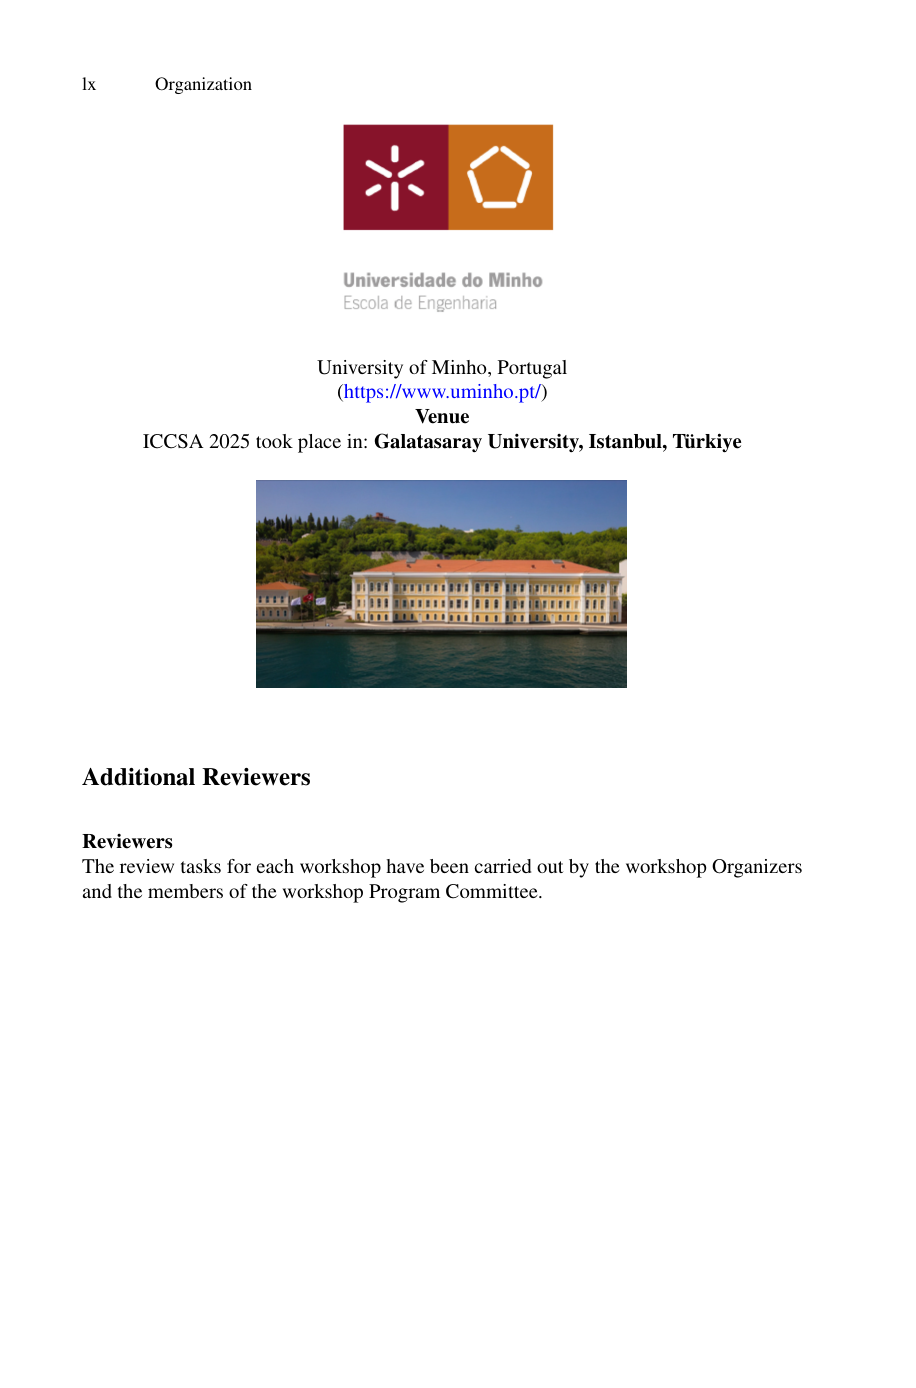 lx Organization
Universidade do Minho
Escola de Engenharia
University of Minho, Portugal
(https://www.uminho.pt/)
Venue
ICCSA 2025 took place in: Galatasaray University, Istanbul, Türkiye
Additional Reviewers
Reviewers
The review tasks for each workshop have been carried out by the workshop Organizers
and the members of the workshop Program Committee.